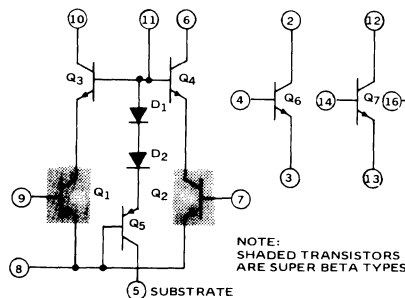 10 11 6 2 12
Q3 Q4
D1
4 Q6 14 Q7 16
D2
9 Q1 Q2 7
Q5
3 13
8
5 SUBSTRATE
NOTE:
SHADED TRANSISTORS
ARE SUPER BETA TYPES